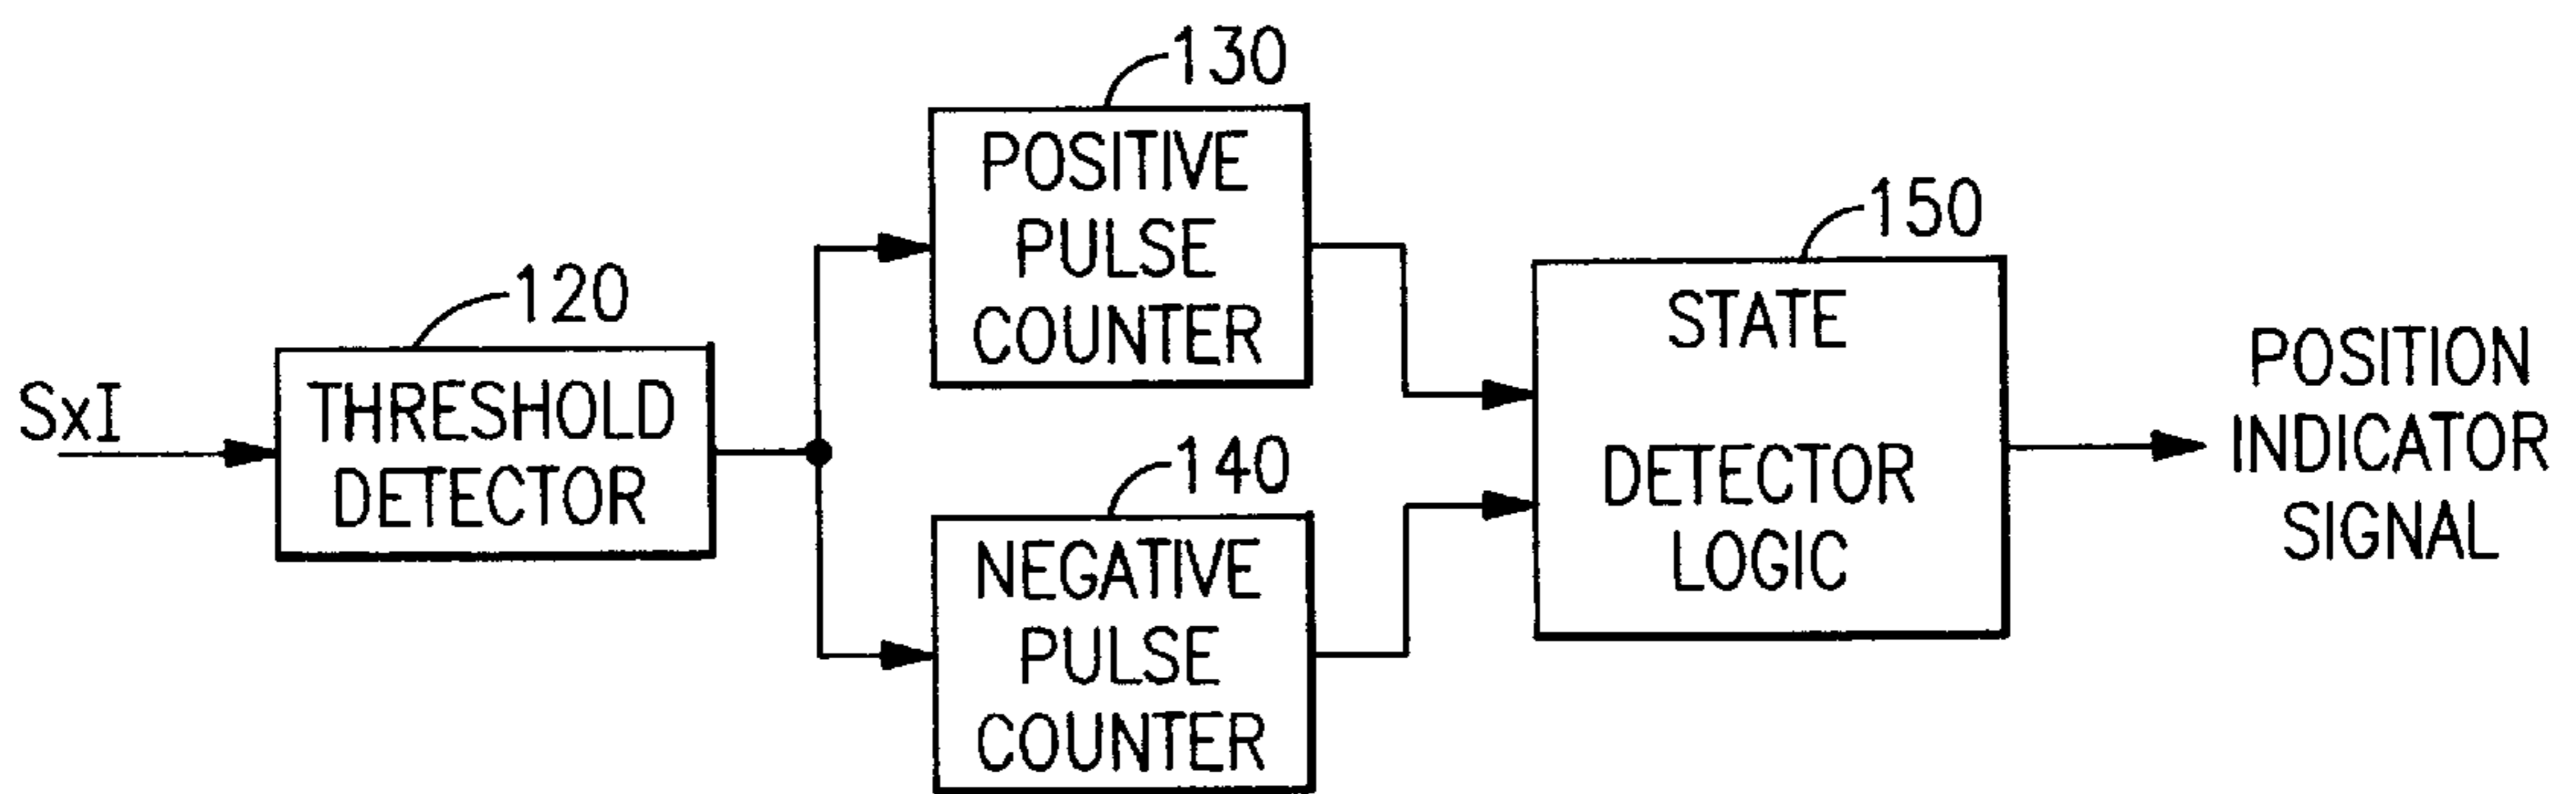 SxI
120
THRESHOLD
DETECTOR
130
POSITIVE
PULSE
COUNTER
140
NEGATIVE
PULSE
COUNTER
150
STATE
DETECTOR
LOGIC
POSITION
INDICATOR
SIGNAL